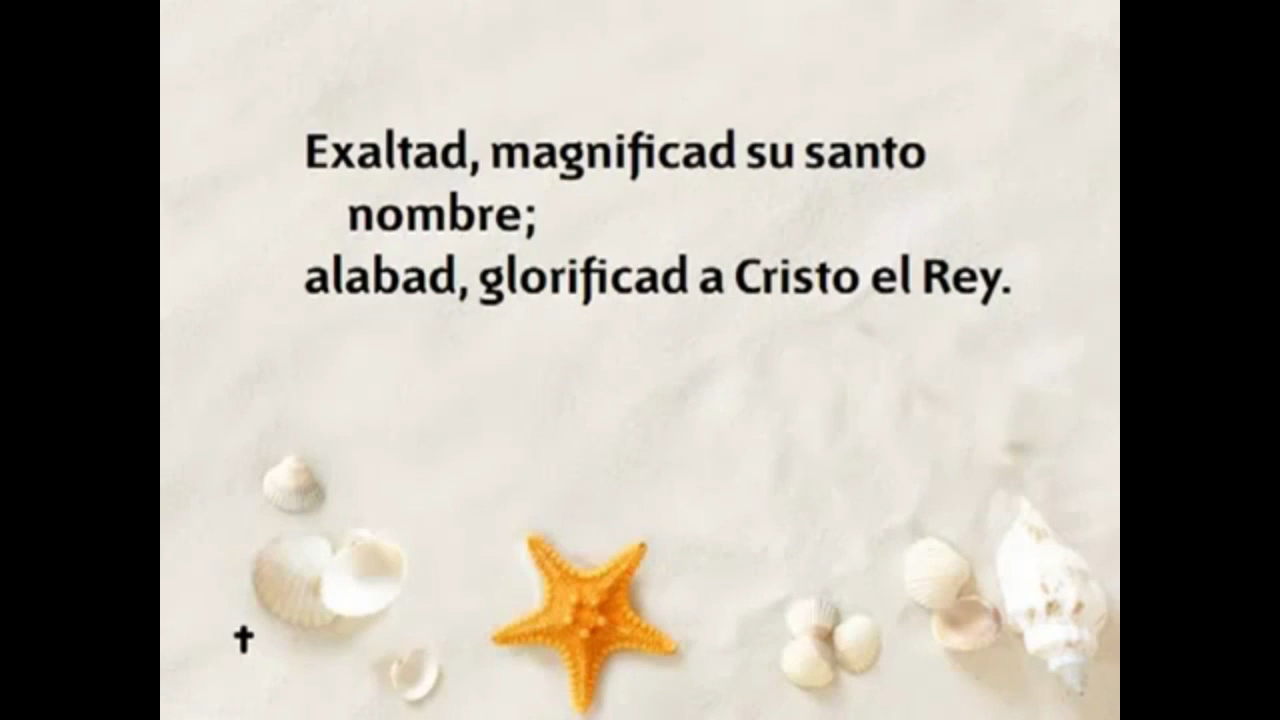 Exaltad, magnificad su santo
nombre;
alabad, glorificad a Cristo el Rey.